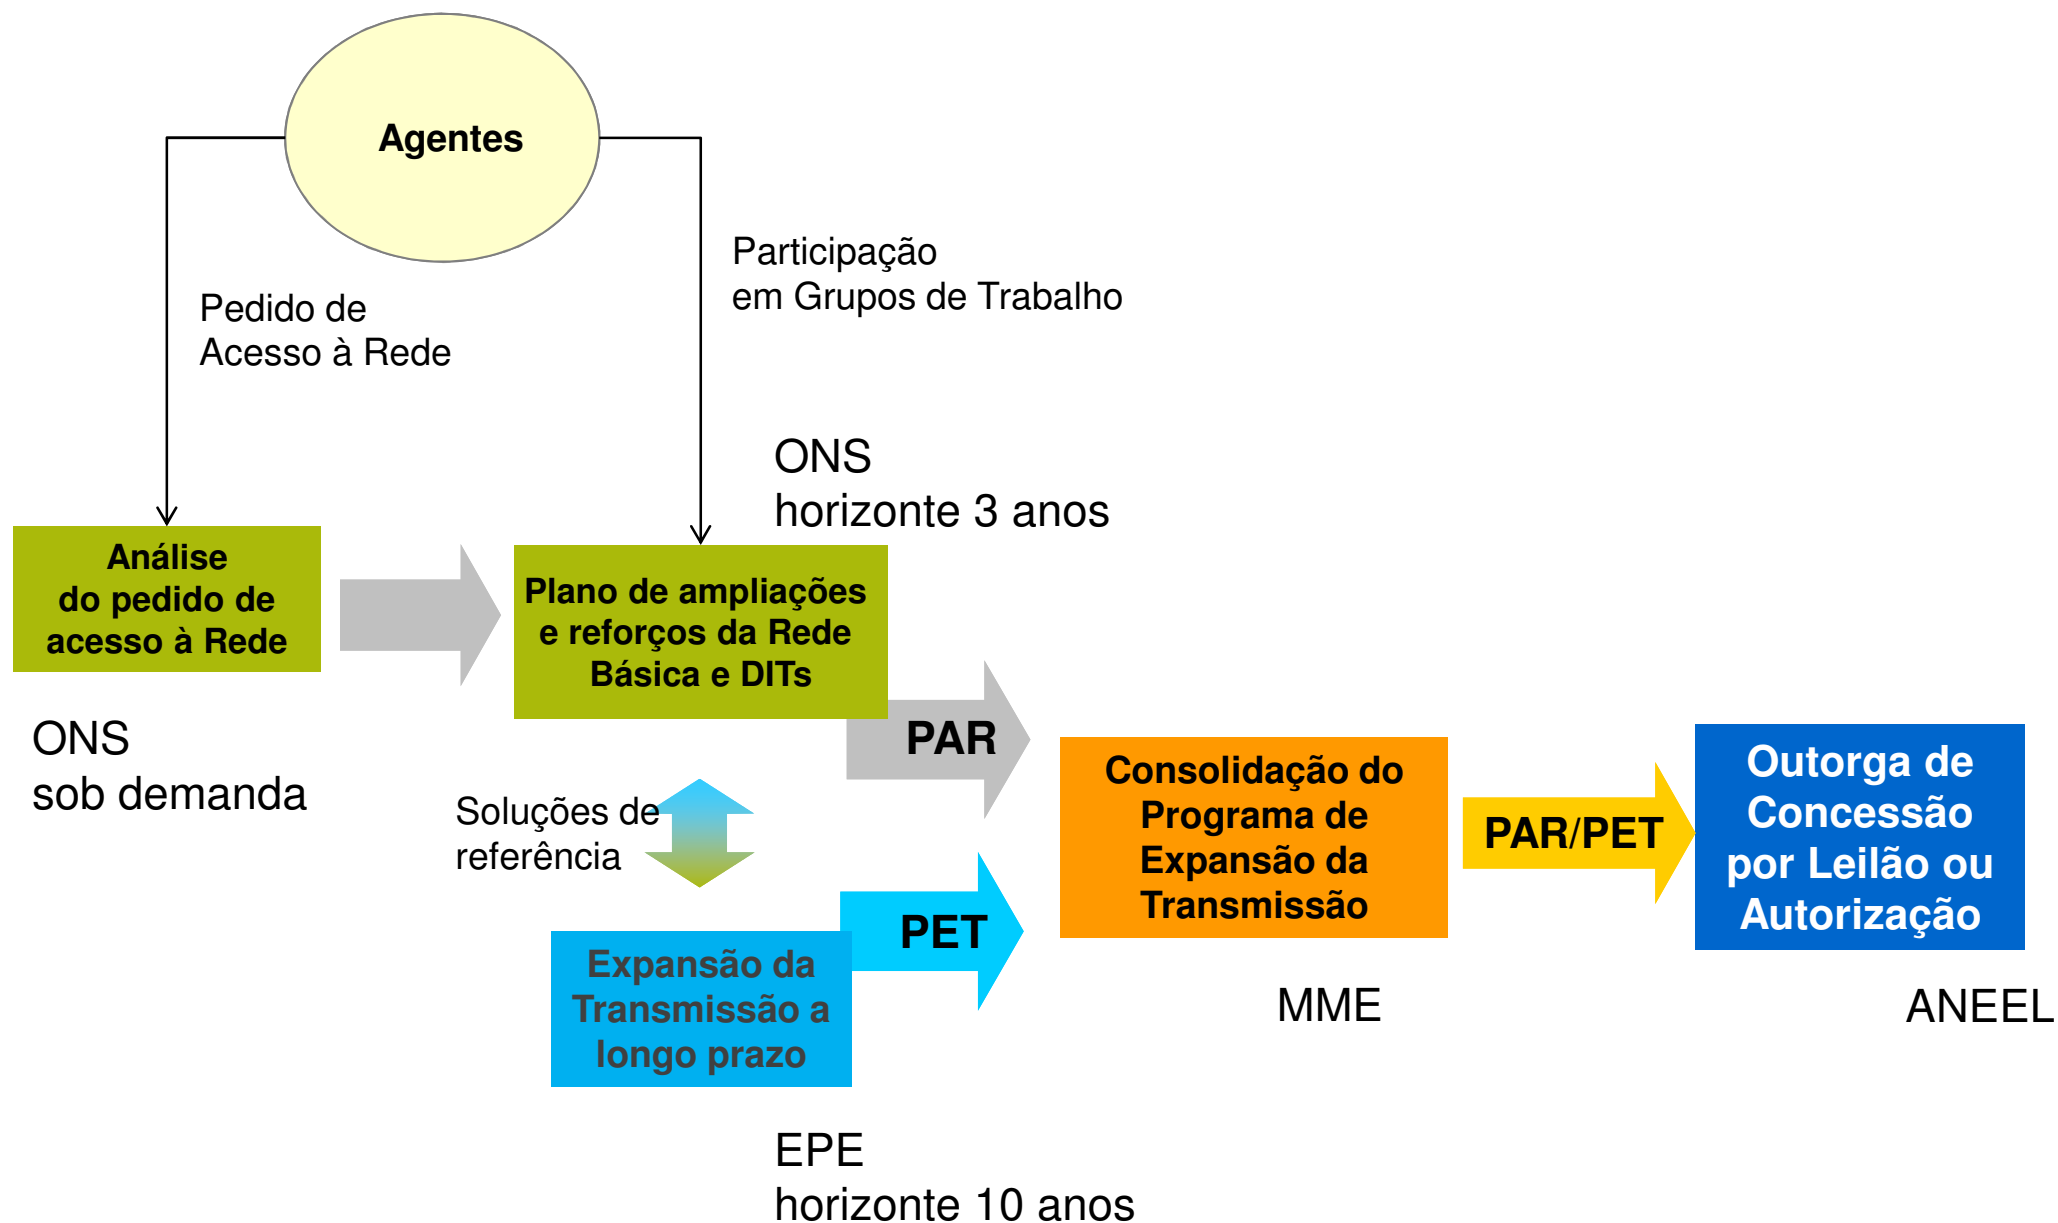 Agentes
Participação
em Grupos de Trabalho
Pedido de
Acesso à Rede
ONS
horizonte 3 anos
Análise
do pedido de
acesso à Rede
Plano de ampliações
e reforços da Rede
Básica e DITs
ONS
sob demanda
PAR
Soluções de
referência
Consolidação do
Programa de
Expansão da
Transmissão
PAR/PET
Outorga de
Concessão
por Leilão ou
Autorização
PET
Expansão da
Transmissão a
longo prazo
MME
ANEEL
EPE
horizonte 10 anos